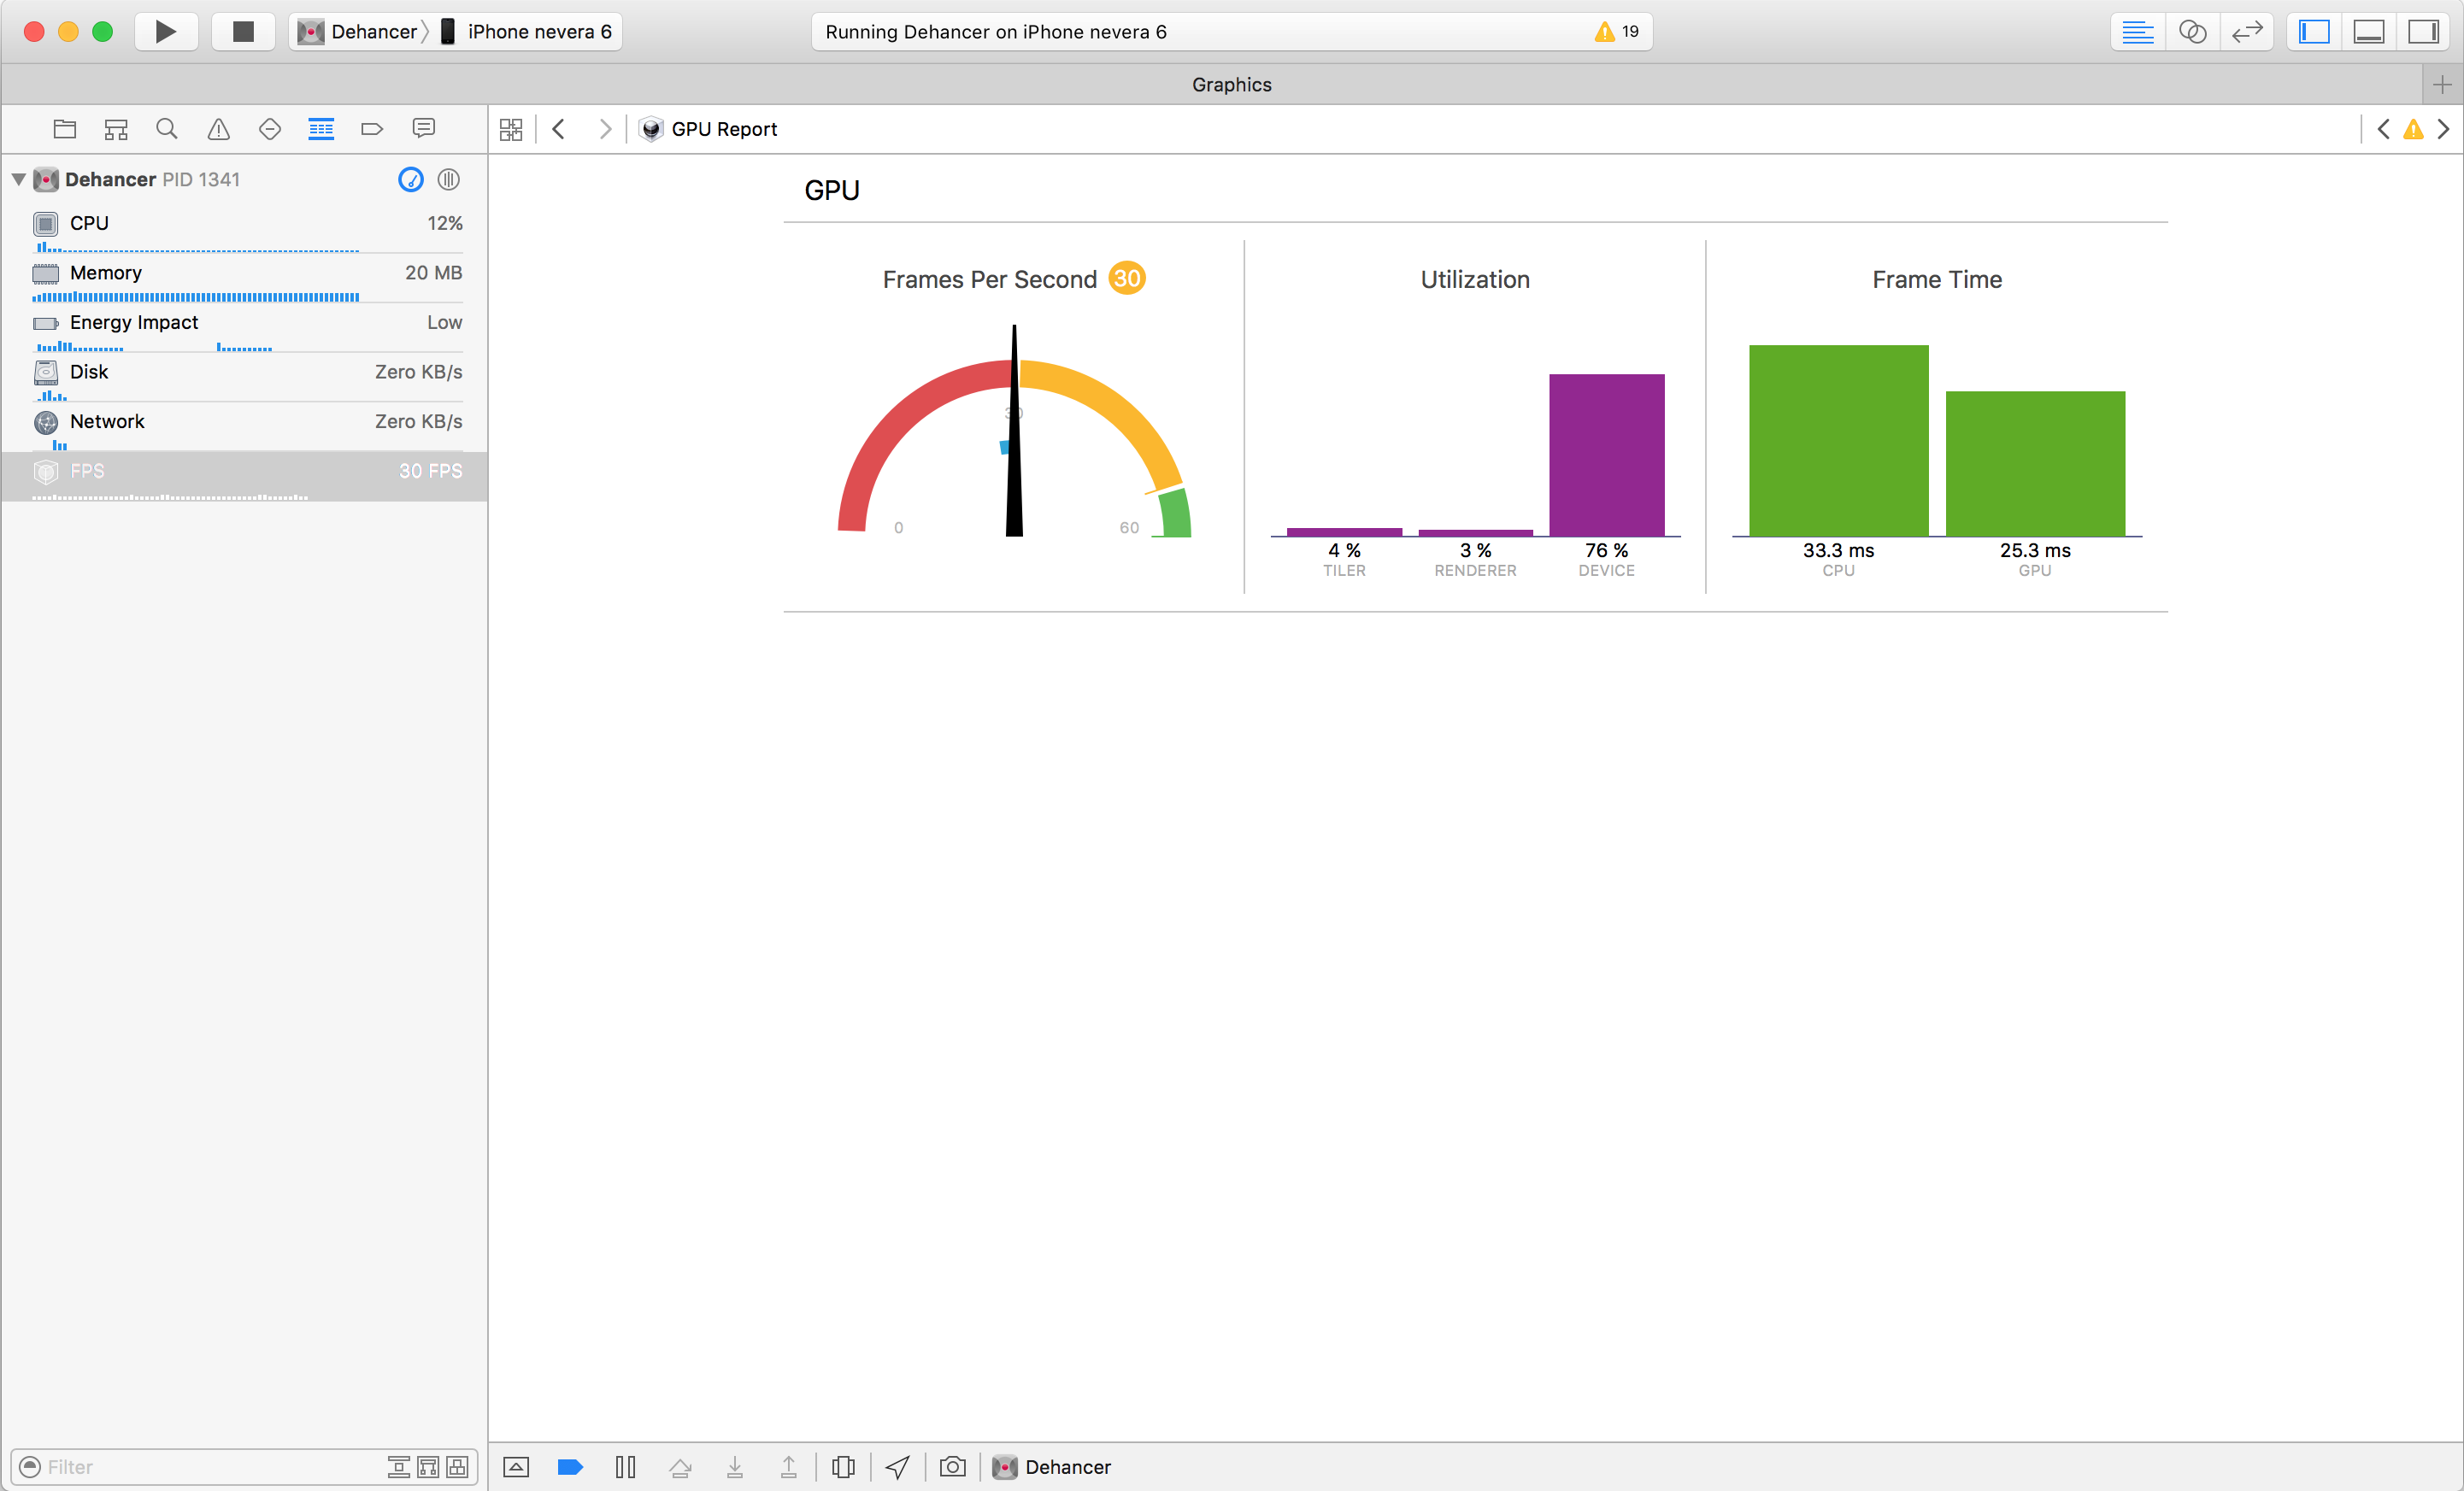 Dehancer iPhone nevera 6
Running Dehancer on iPhone nevera 6 19
Graphics
GPU Report
Dehancer PID 1341
CPU 12%
Memory 20 MB
Energy Impact Low
Disk Zero KB/s
Network Zero KB/s
FPS 30 FPS
GPU
Frames Per Second 30
30
0 60
Utilization
4 % 3 % 76 %
TILER RENDERER DEVICE
Frame Time
33.3 ms 25.3 ms
CPU GPU
Filter
Dehancer